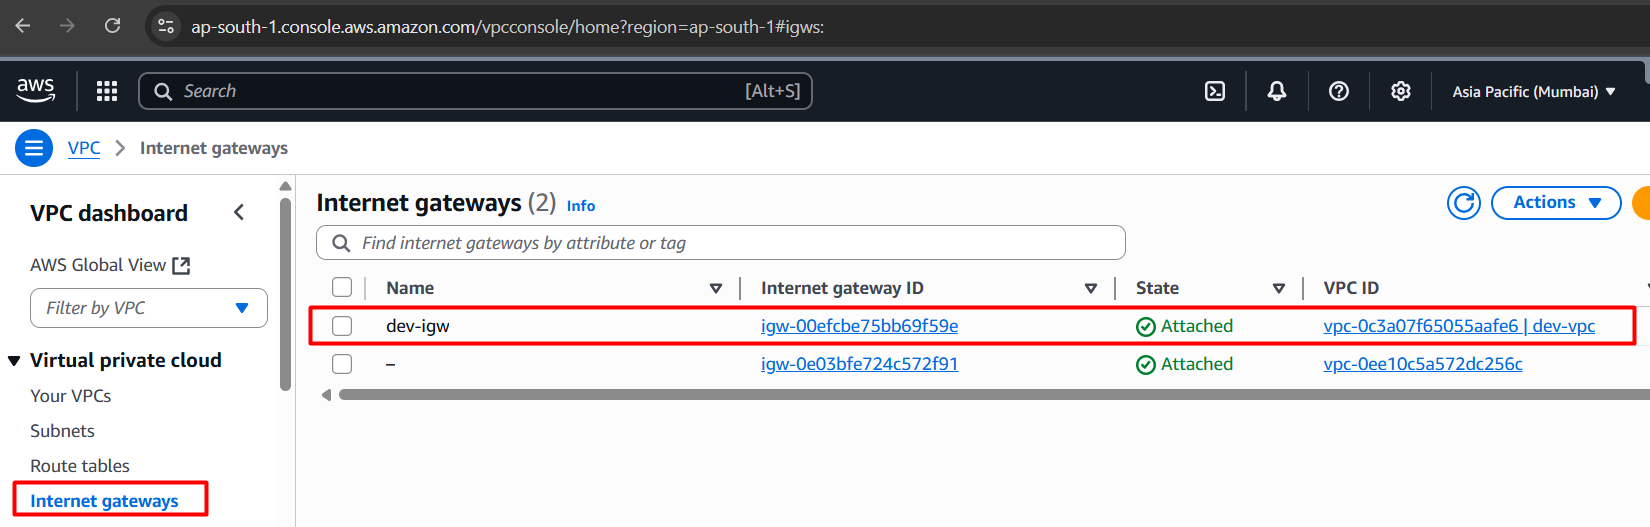 ap-south-1.console.aws.amazon.com/vpcconsole/home?region=ap-south-1#igws:
aws Search [Alt+S] Asia Pacific (Mumbai)
VPC Internet gateways
VPC dashboard
AWS Global View
Filter by VPC
Virtual private cloud
Your VPCs
Subnets
Route tables
Internet gateways
Internet gateways (2) Info
Actions
Find internet gateways by attribute or tag
Name Internet gateway ID State VPC ID
dev-igw igw-00efcbe75bb69f59e Attached vpc-0c3a07f65055aafe6 | dev-vpc
– igw-0e03bfe724c572f91 Attached vpc-0ee10c5a572dc256c